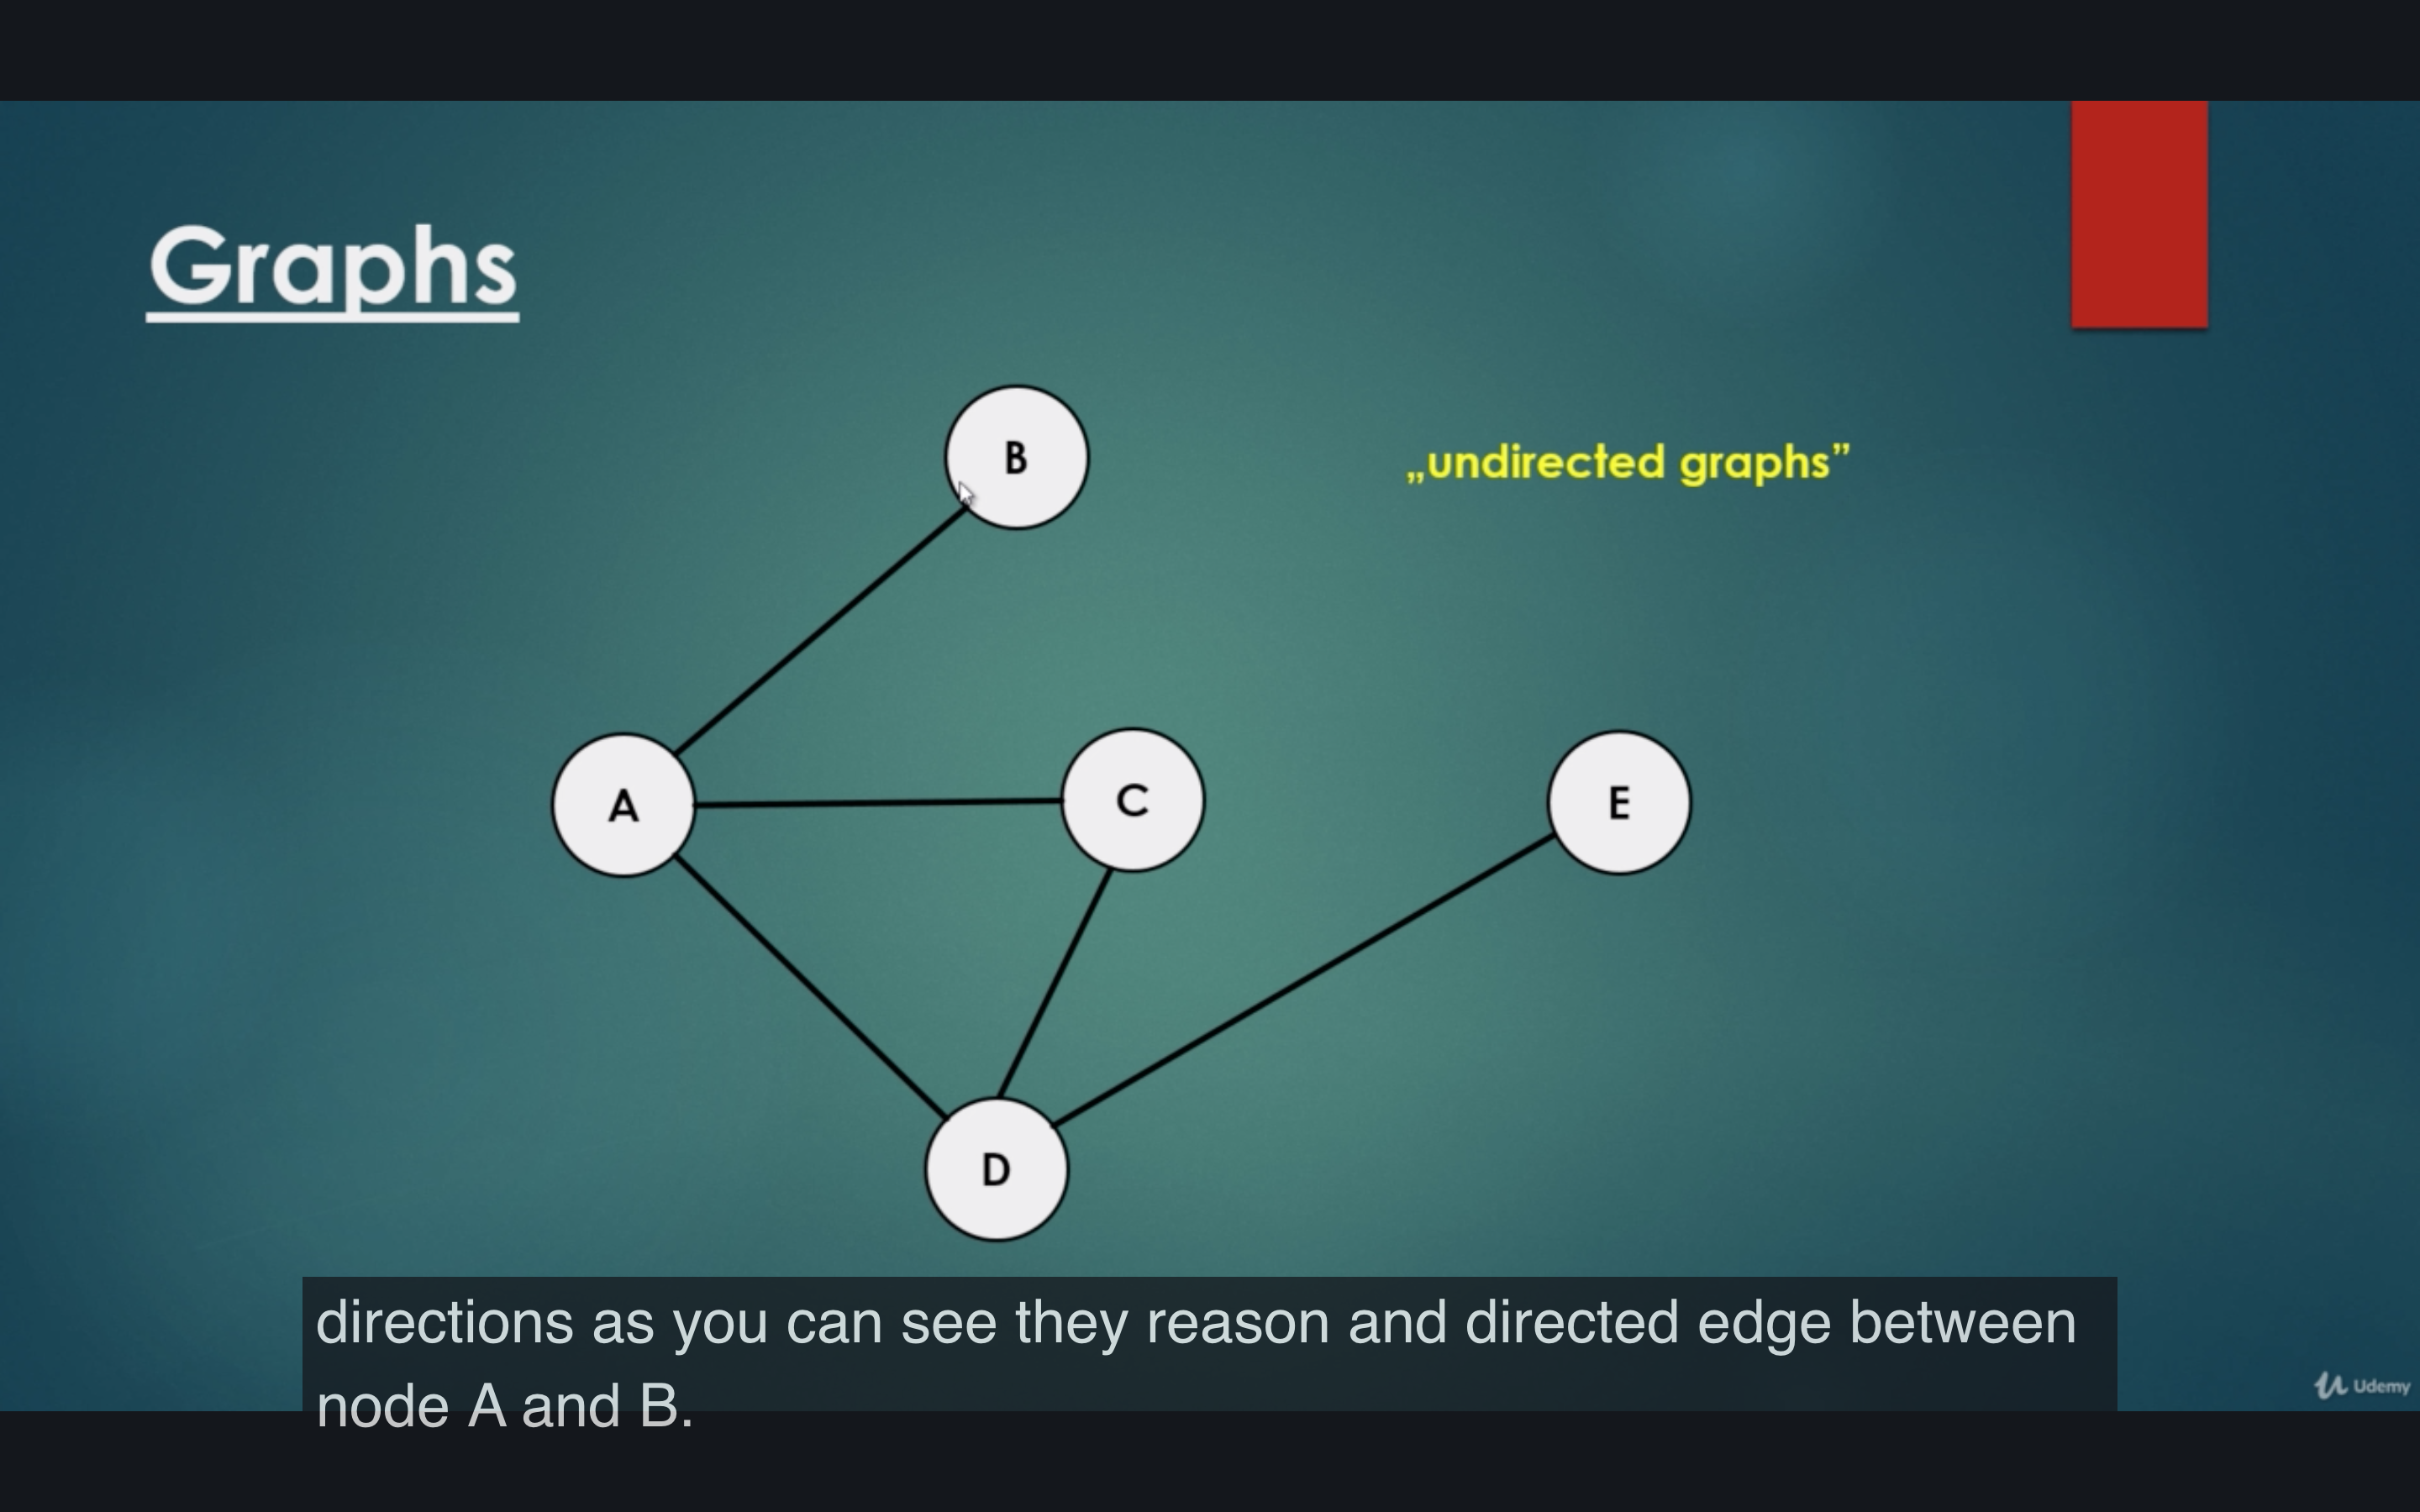 Graphs
B
„undirected graphs”
A
C
E
D
directions as you can see they reason and directed edge between
node A and B.
Udemy